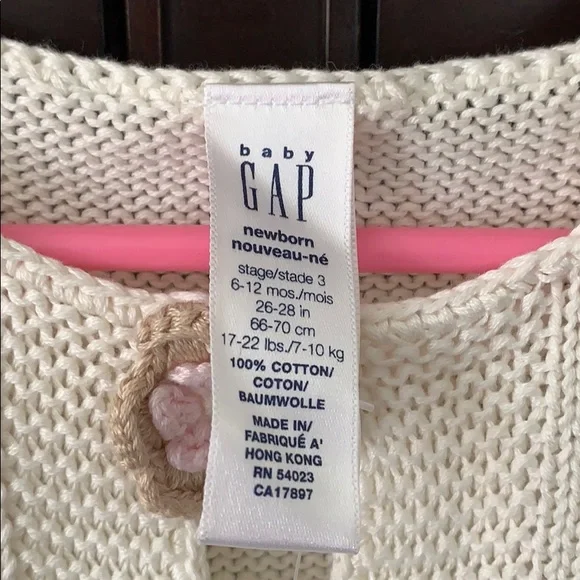 baby
GAP
newborn
nouveau-né
stage/stade 3
6-12 mos./mois
26-28 in
66-70 cm
17-22 lbs./7-10 kg
100% COTTON/
COTON/
BAUMWOLLE
MADE IN/
FABRIQUÉ A'
HONG KONG
RN 54023
CA17897